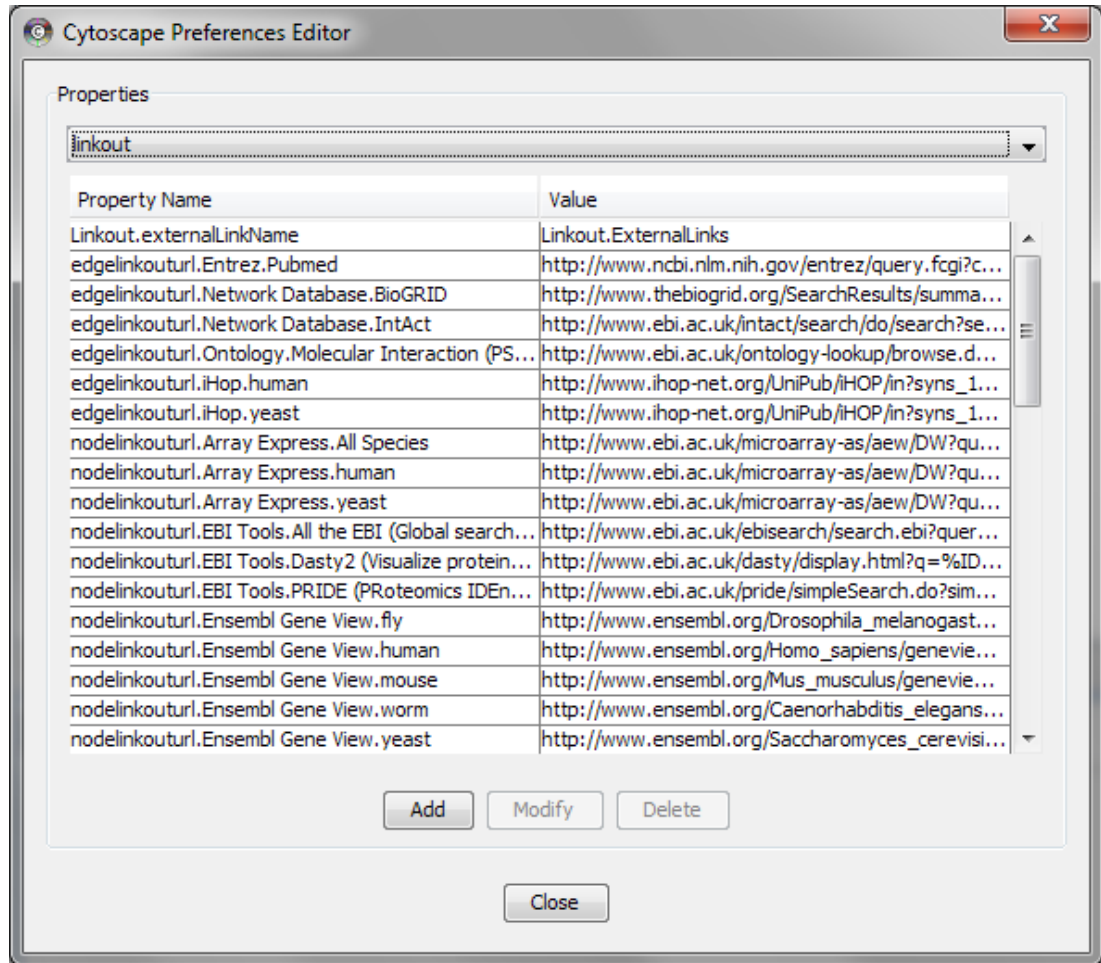 Cytoscape Preferences Editor
Properties
linkout
Property Name Value
Linkout.externalLinkName Linkout.ExternalLinks
edgelinkouturl.Entrez.Pubmed http://www.ncbi.nlm.nih.gov/entrez/query.fcgi?c...
edgelinkouturl.Network Database.BioGRID http://www.thebiogrid.org/SearchResults/summa...
edgelinkouturl.Network Database.IntAct http://www.ebi.ac.uk/intact/search/do/search?se...
edgelinkouturl.Ontology.Molecular Interaction (PS... http://www.ebi.ac.uk/ontology-lookup/browse.d...
edgelinkouturl.iHop.human http://www.ihop-net.org/UniPub/iHOP/in?syns_1...
edgelinkouturl.iHop.yeast http://www.ihop-net.org/UniPub/iHOP/in?syns_1...
nodelinkouturl.Array Express.All Species http://www.ebi.ac.uk/microarray-as/aew/DW?qu...
nodelinkouturl.Array Express.human http://www.ebi.ac.uk/microarray-as/aew/DW?qu...
nodelinkouturl.Array Express.yeast http://www.ebi.ac.uk/microarray-as/aew/DW?qu...
nodelinkouturl.EBI Tools.All the EBI (Global search... http://www.ebi.ac.uk/ebisearch/search.ebi?quer...
nodelinkouturl.EBI Tools.Dasty2 (Visualize protein... http://www.ebi.ac.uk/dasty/display.html?q=%ID...
nodelinkouturl.EBI Tools.PRIDE (PRoteomics IDEn... http://www.ebi.ac.uk/pride/simpleSearch.do?sim...
nodelinkouturl.Ensembl Gene View.fly http://www.ensembl.org/Drosophila_melanogast...
nodelinkouturl.Ensembl Gene View.human http://www.ensembl.org/Homo_sapiens/genevie...
nodelinkouturl.Ensembl Gene View.mouse http://www.ensembl.org/Mus_musculus/genevie...
nodelinkouturl.Ensembl Gene View.worm http://www.ensembl.org/Caenorhabditis_elegans...
nodelinkouturl.Ensembl Gene View.yeast http://www.ensembl.org/Saccharomyces_cerevisi...
Add Modify Delete
Close